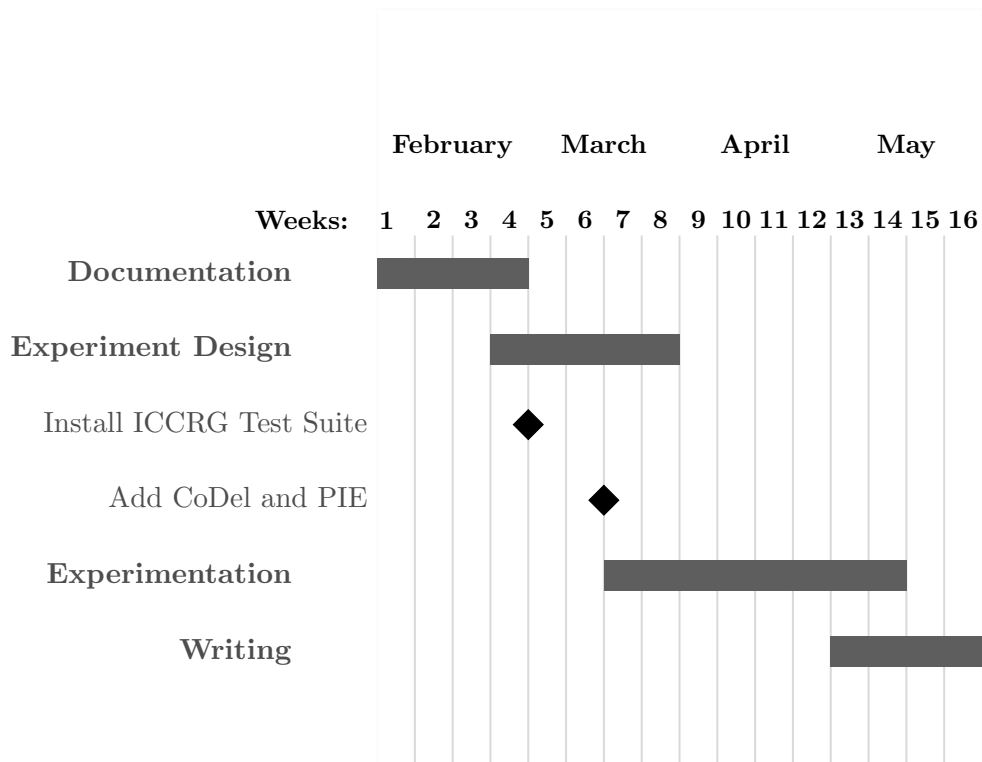 February March April May
Weeks: 1 2 3 4 5 6 7 8 9 10 11 12 13 14 15 16
Documentation
Experiment Design
Install ICCRG Test Suite
Add CoDel and PIE
Experimentation
Writing